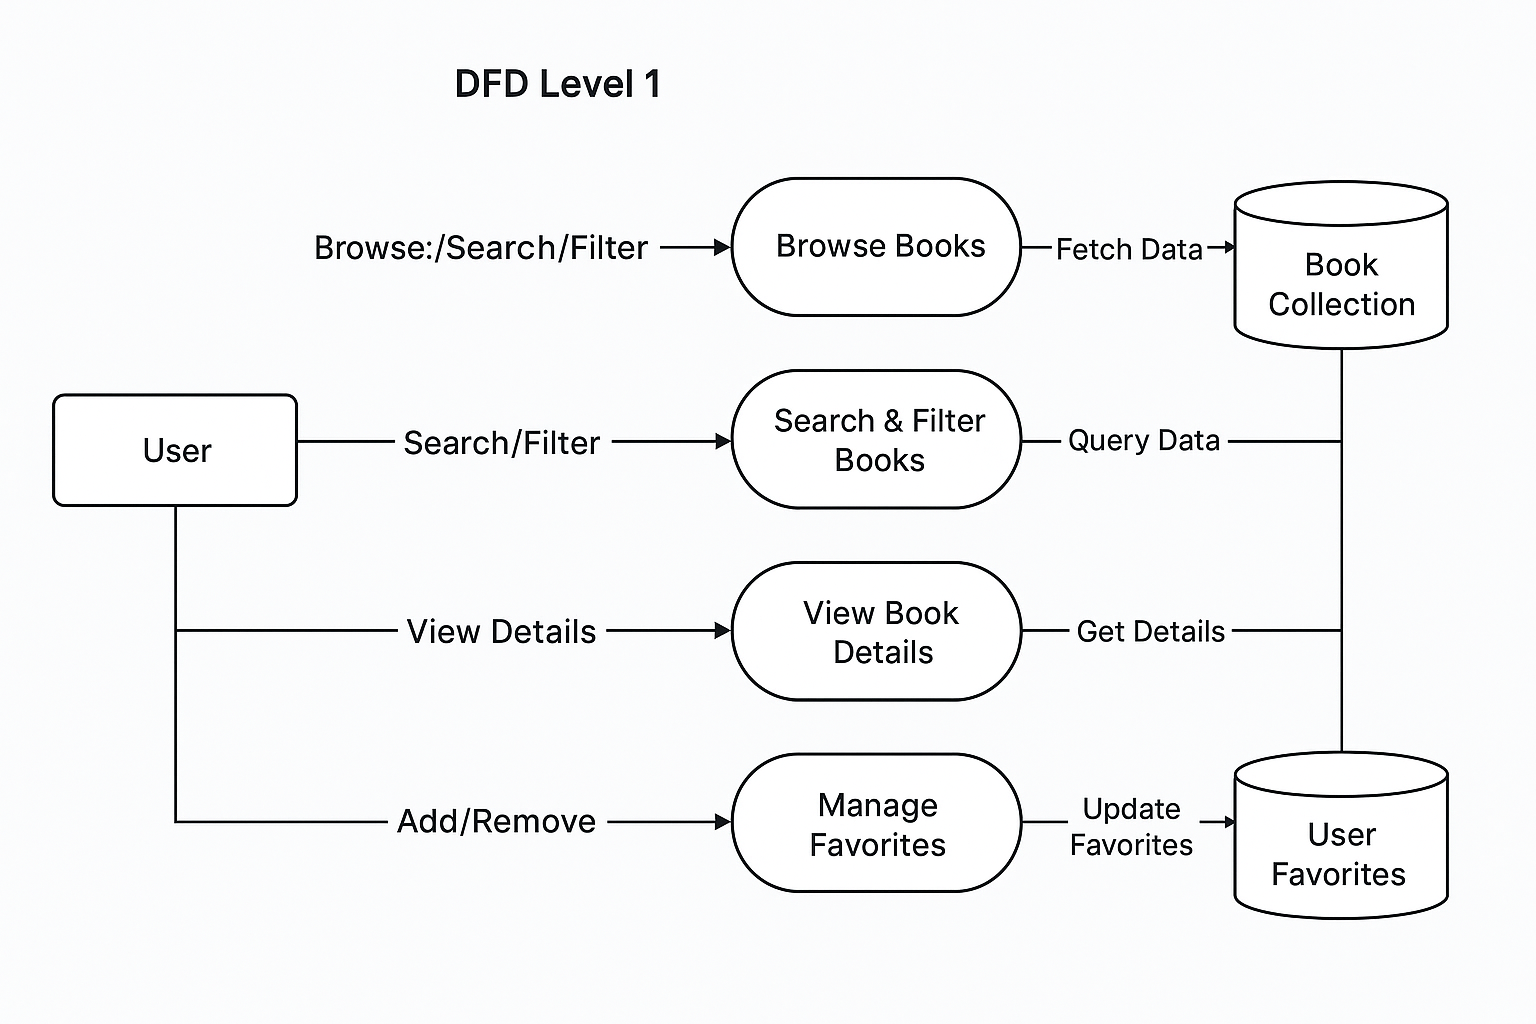 DFD Level 1
Browse:/Search/Filter
Browse Books
Fetch Data
Book
Collection
User
Search/Filter
Search & Filter
Books
Query Data
View Details
View Book
Details
Get Details
Add/Remove
Manage
Favorites
Update
Favorites
User
Favorites